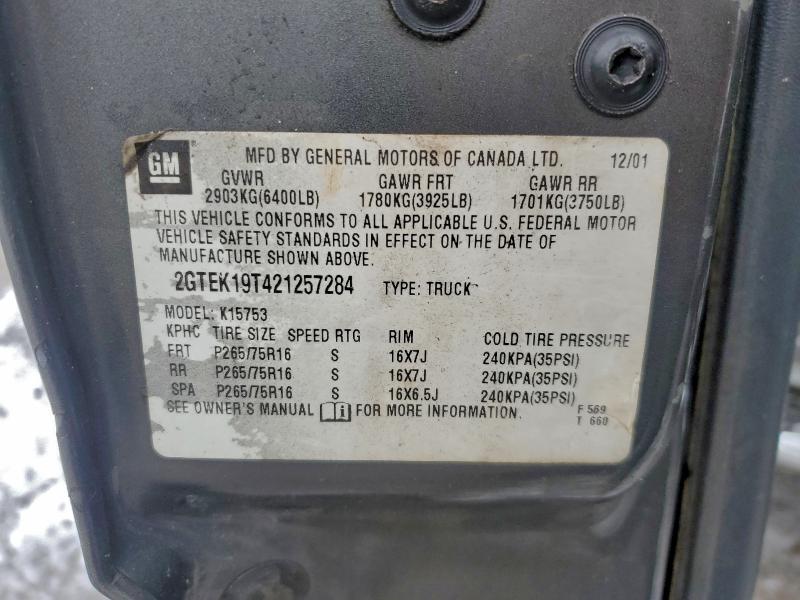 GM
MFD BY GENERAL MOTORS OF CANADA LTD. 12/01
GVWR GAWR FRT GAWR RR
2903KG(6400LB) 1780KG(3925LB) 1701KG(3750LB)
THIS VEHICLE CONFORMS TO ALL APPLICABLE U.S. FEDERAL MOTOR
VEHICLE SAFETY STANDARDS IN EFFECT ON THE DATE OF
MANUFACTURE SHOWN ABOVE.
2GTEK19T421257284 TYPE: TRUCK
MODEL: K15753
KPHC TIRE SIZE SPEED RTG RIM COLD TIRE PRESSURE
FRT P265/75R16 S 16X7J 240KPA(35PSI)
RR P265/75R16 S 16X7J 240KPA(35PSI)
SPA P265/75R16 S 16X6.5J 240KPA(35PSI)
SEE OWNER'S MANUAL i FOR MORE INFORMATION.
F 569
T 660